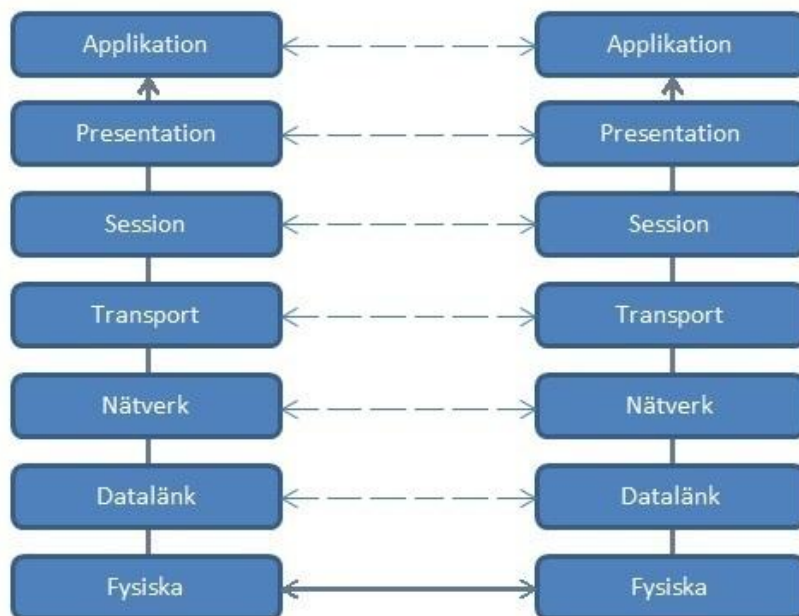 Applikation Applikation
Presentation Presentation
Session Session
Transport Transport
Nätverk Nätverk
Datalänk Datalänk
Fysiska Fysiska